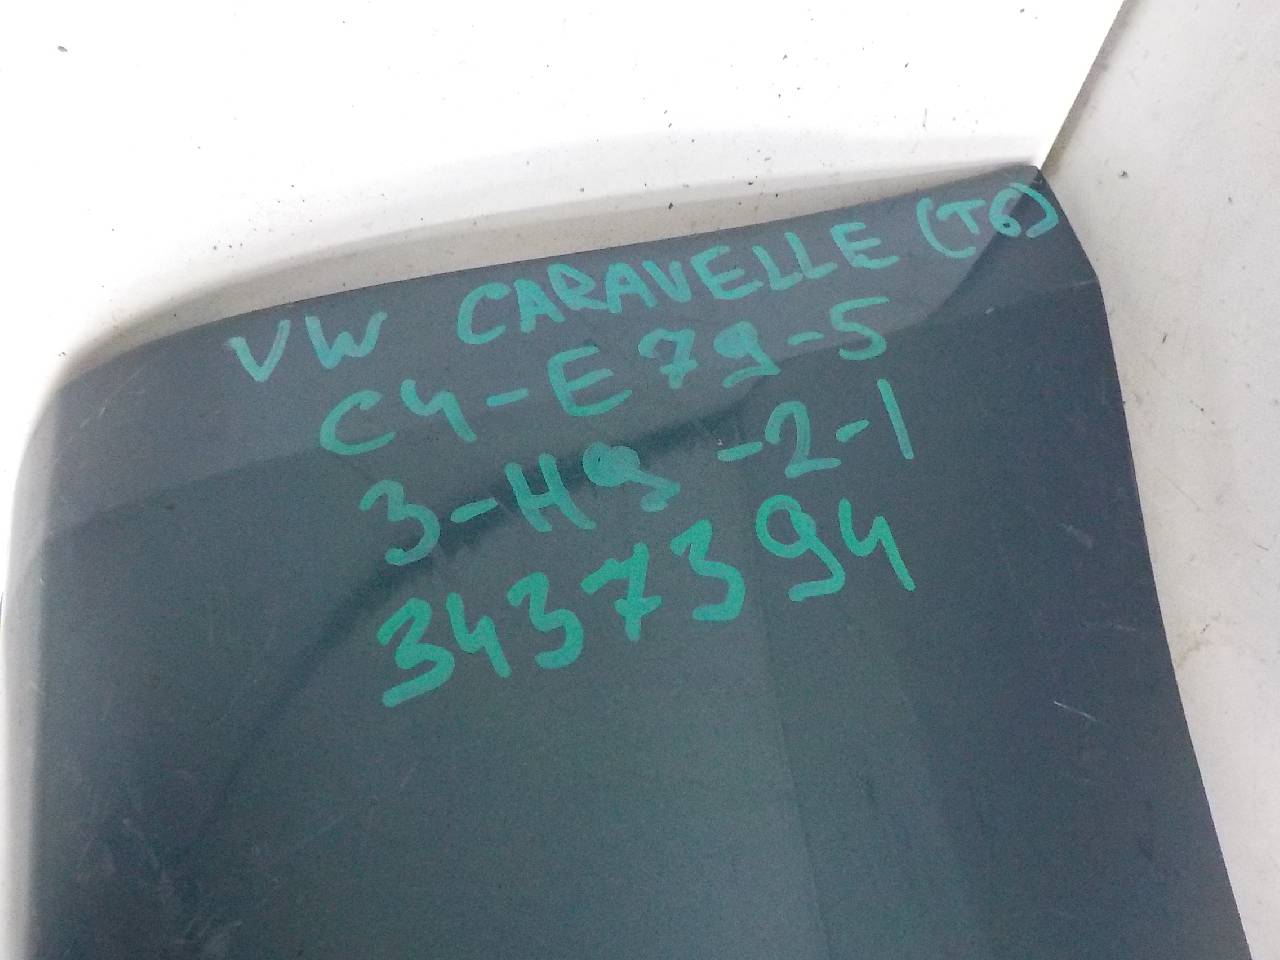 VW CARAVELLE (T6)
C4-E79-5
3-H9-2-1
3437394